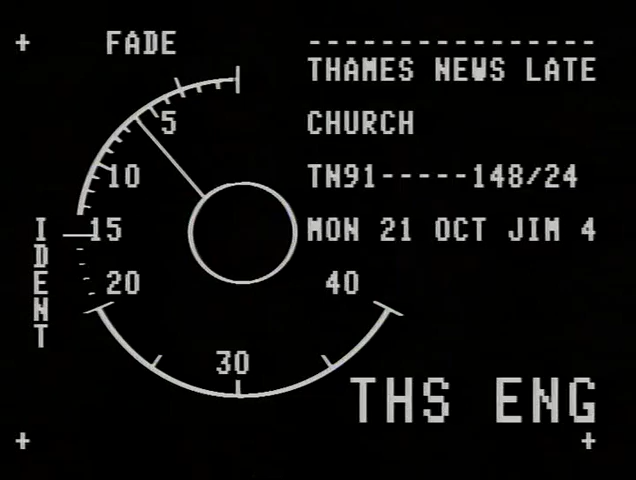 FADE
---------------
THAMES NEWS LATE
5
CHURCH
10
TN91-----148/24
15
MON 21 OCT JIM 4
IDENT
20
40
30
THS ENG